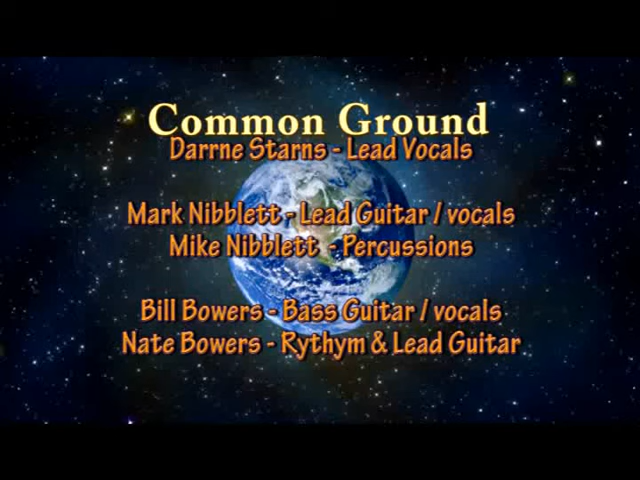 Common Ground
Darrne Starns - Lead Vocals
Mark Nibblett - Lead Guitar / vocals
Mike Nibblett - Percussions
Bill Bowers - Bass Guitar / vocals
Nate Bowers - Rythym & Lead Guitar